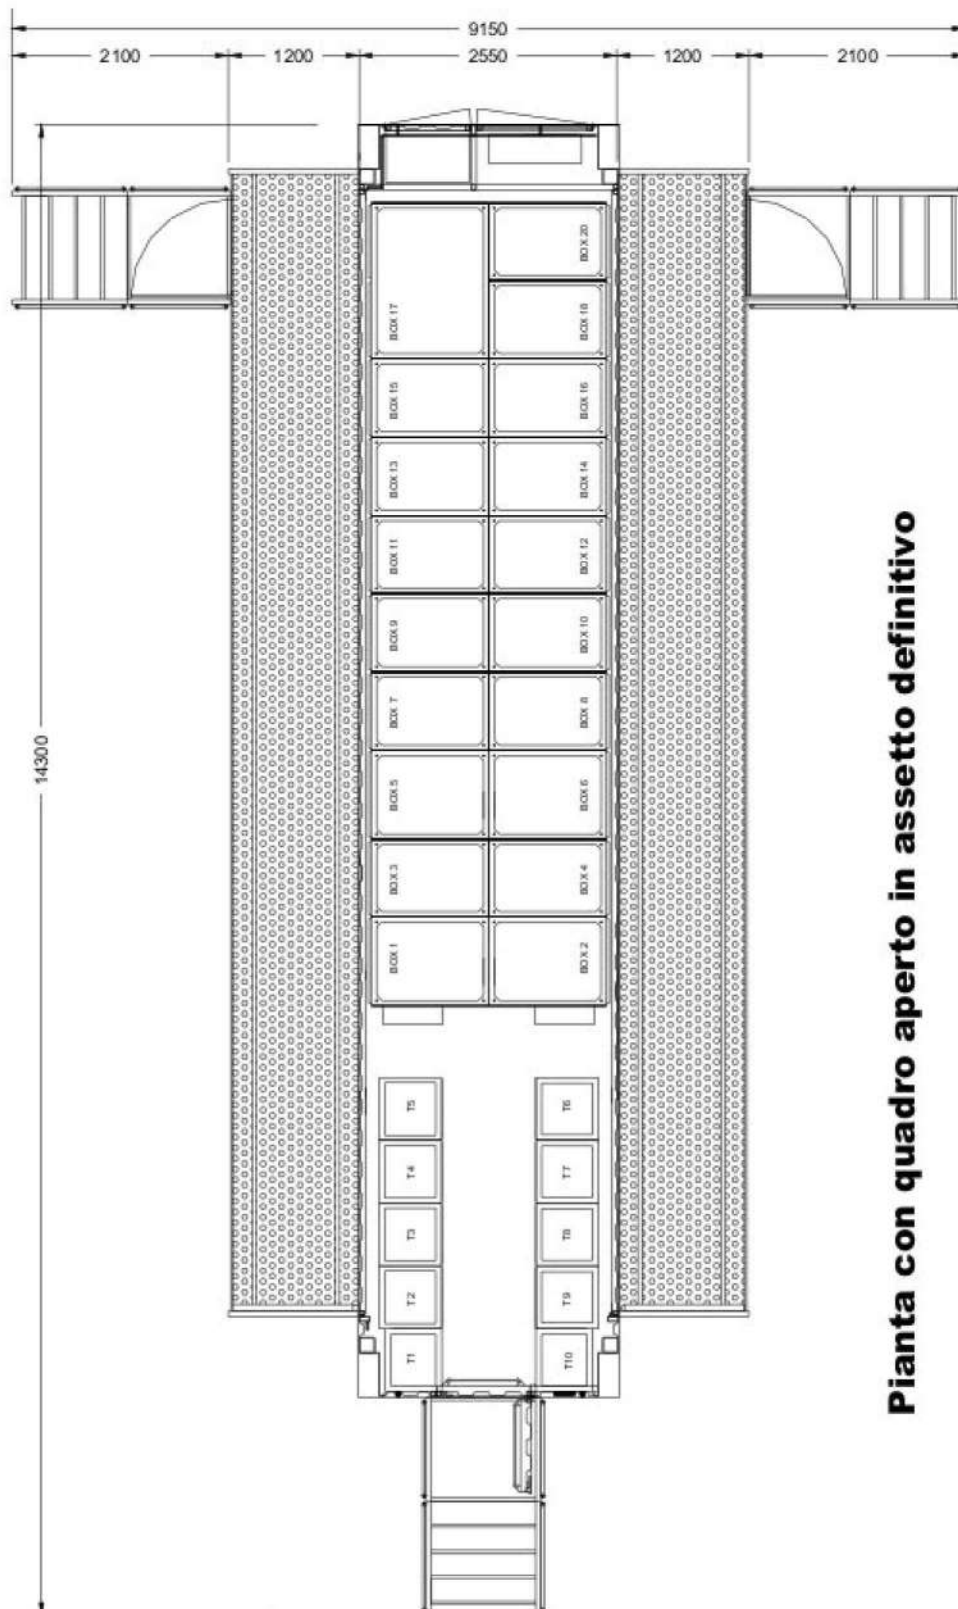 9150
2100 1200 2550 1200 2100
14300
BOX 20
BOX 17 BOX 18
BOX 15 BOX 16
BOX 13 BOX 14
BOX 11 BOX 12
BOX 9 BOX 10
BOX 7 BOX 8
BOX 5 BOX 6
BOX 3 BOX 4
BOX 1 BOX 2
T5 T6
T4 T7
T3 T8
T2 T9
T1 T10
Pianta con quadro aperto in assetto definitivo